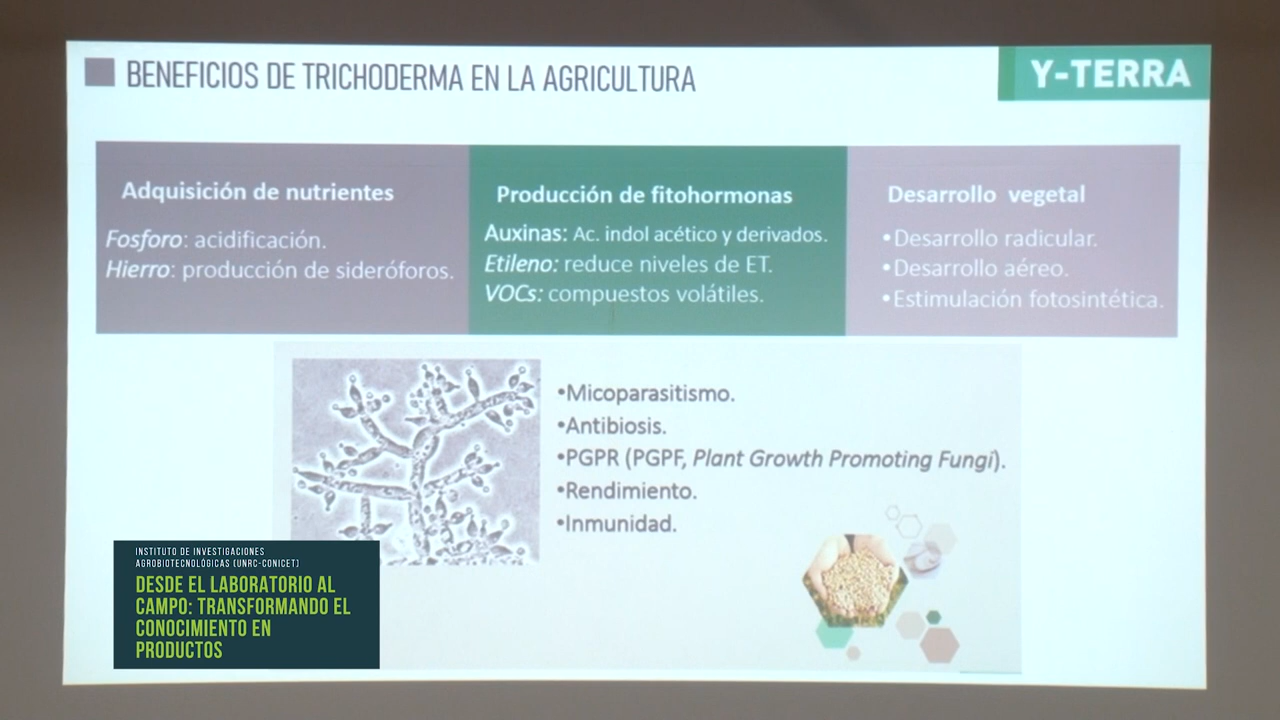 BENEFICIOS DE TRICHODERMA EN LA AGRICULTURA
Y-TERRA
Adquisición de nutrientes
Fosforo: acidificación.
Hierro: producción de sideróforos.
Producción de fitohormonas
Auxinas: Ac. indol acético y derivados.
Etileno: reduce niveles de ET.
VOCs: compuestos volátiles.
Desarrollo vegetal
•Desarrollo radicular.
•Desarrollo aéreo.
•Estimulación fotosintética.
•Micoparasitismo.
•Antibiosis.
•PGPR (PGPF, Plant Growth Promoting Fungi).
•Rendimiento.
•Inmunidad.
INSTITUTO DE INVESTIGACIONES
AGROBIOTECNOLÓGICAS (UNRC-CONICET)
DESDE EL LABORATORIO AL
CAMPO: TRANSFORMANDO EL
CONOCIMIENTO EN
PRODUCTOS